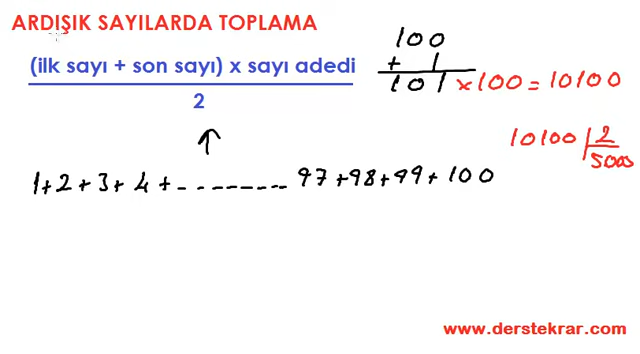 ARDIŞIK SAYILARDA TOPLAMA
(ilk sayı + son sayı) x sayı adedi
2
100
+ 1
101 x100 = 10100
10100 | 2
5000
1+2+3+4+--------- 97+98+99+100
www.derstekrar.com